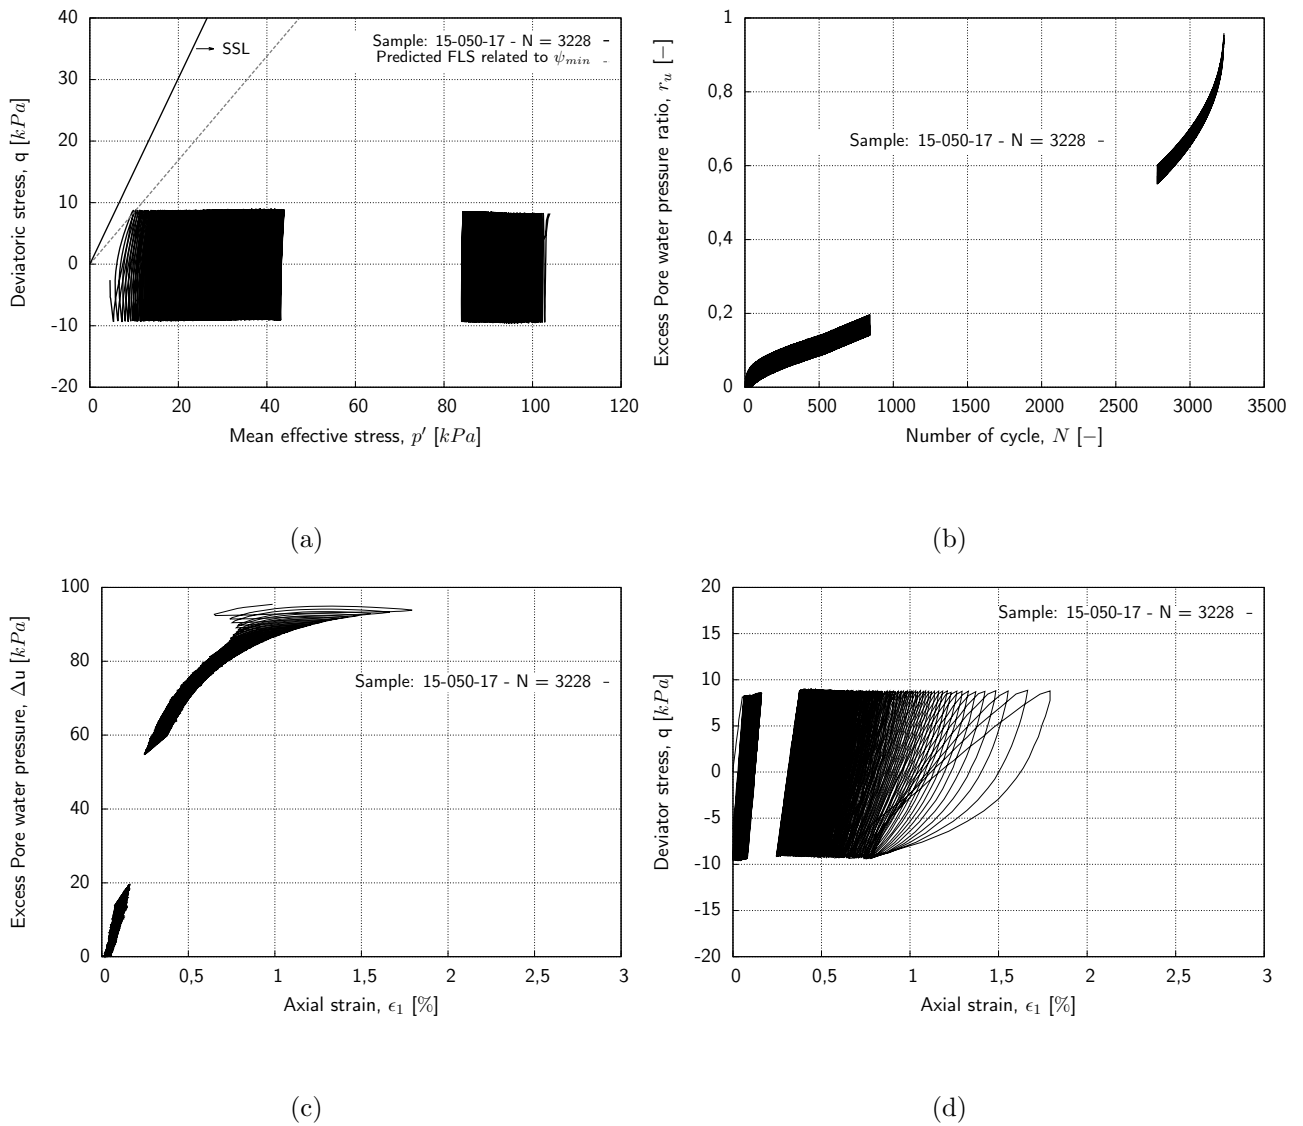 40
30
20
10
0
-10
-20
0 20 40 60 80 100 120
Deviatoric stress, q [kPa]
Mean effective stress, p′ [kPa]
SSL
Sample: 15-050-17 - N = 3228
Predicted FLS related to ψmin
(a)
1
0,8
0,6
0,4
0,2
0
0 500 1000 1500 2000 2500 3000 3500
Excess Pore water pressure ratio, ru [−]
Number of cycle, N [−]
Sample: 15-050-17 - N = 3228
(b)
100
80
60
40
20
0
0 0,5 1 1,5 2 2,5 3
Excess Pore water pressure, Δu [kPa]
Axial strain, ϵ1 [%]
Sample: 15-050-17 - N = 3228
(c)
20
15
10
5
0
-5
-10
-15
-20
0 0,5 1 1,5 2 2,5 3
Deviator stress, q [kPa]
Axial strain, ϵ1 [%]
Sample: 15-050-17 - N = 3228
(d)